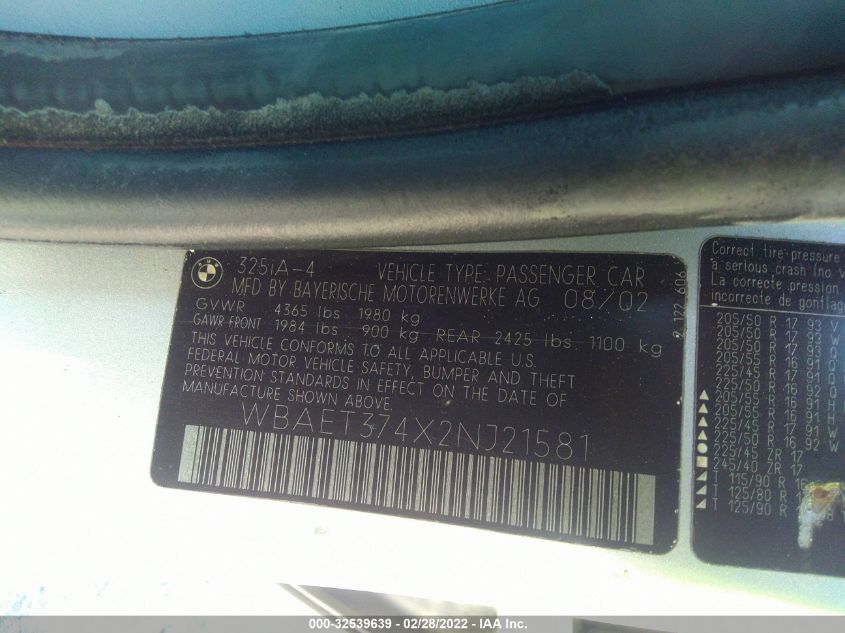 325iA-4 VEHICLE TYPE: PASSENGER CAR
MFD BY BAYERISCHE MOTORENWERKE AG 08/02
GVWR 4365 lbs 1980 kg
GAWR FRONT 1984 lbs 900 kg REAR 2425 lbs. 1100 kg
THIS VEHICLE CONFORMS TO ALL APPLICABLE U.S.
FEDERAL MOTOR VEHICLE SAFETY, BUMPER AND THEFT
PREVENTION STANDARDS IN EFFECT ON THE DATE OF
MANUFACTURE SHOWN ABOVE.
WBAET374X2NJ21581
2 122 606
Correct tire pressure
a serious crash (no v
La correcte pression
incorrecte de gonflag
205/50 R 17 93 V
205/50 R 17 93 W
205/50 R 17 93 Q
205/55 R 16 91
225/45 R 17 91
225/50 R 16 92 Q
205/55 R 16 91 H
205/55 R 16 91
225/45 R 17 91 W
225/50 R 16 92 W
225/45 ZR 17
245/40 ZR 17
T 115/90 R 16
T 125/80 R
T 125/90 R
000-32539639 - 02/28/2022 - IAA Inc.